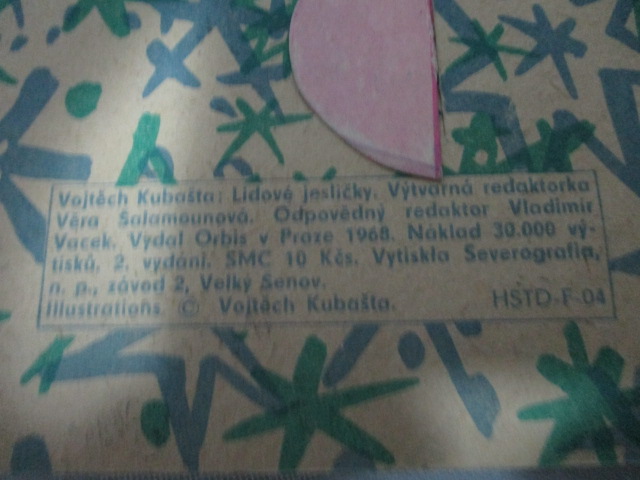 Vojtěch Kubašta: Lidové jesličky. Výtvarná redaktorka
Věra Šalamounová. Odpovědný redaktor Vladimír
Vacek. Vydal Orbis v Praze 1968. Náklad 30.000 vý-
tisků, 2. vydání. SMC 10 Kčs. Vytiskla Severografia,
n. p., závod 2, Velký Šenov.
Illustrations. © Vojtěch Kubašta. HSTD-F-04